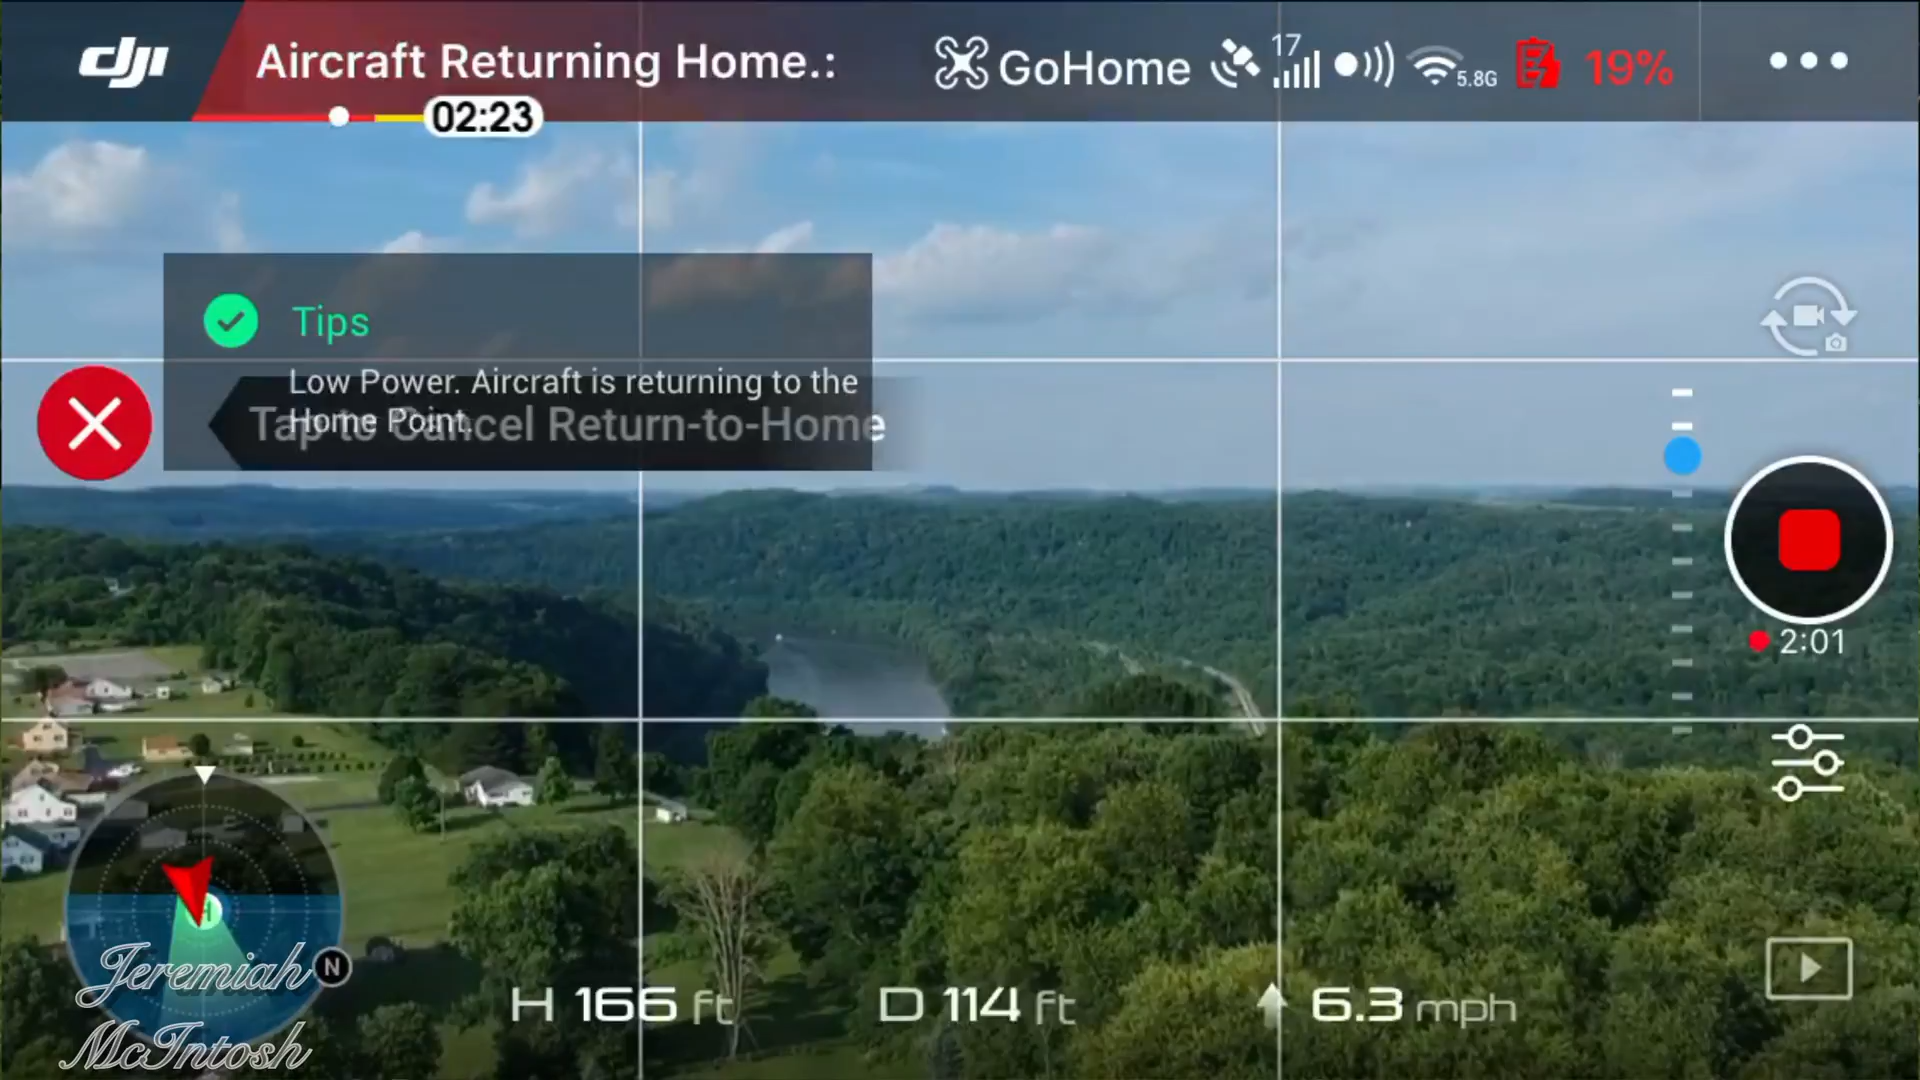 dji
Aircraft Returning Home.:
GoHome
17
5.8G
19%
02:23
Tips
Low Power. Aircraft is returning to the
Home Point.
Tap to Cancel Return-to-Home
2:01
H
N
H 166 ft
D 114 ft
6.3 mph
Jeremiah
McIntosh